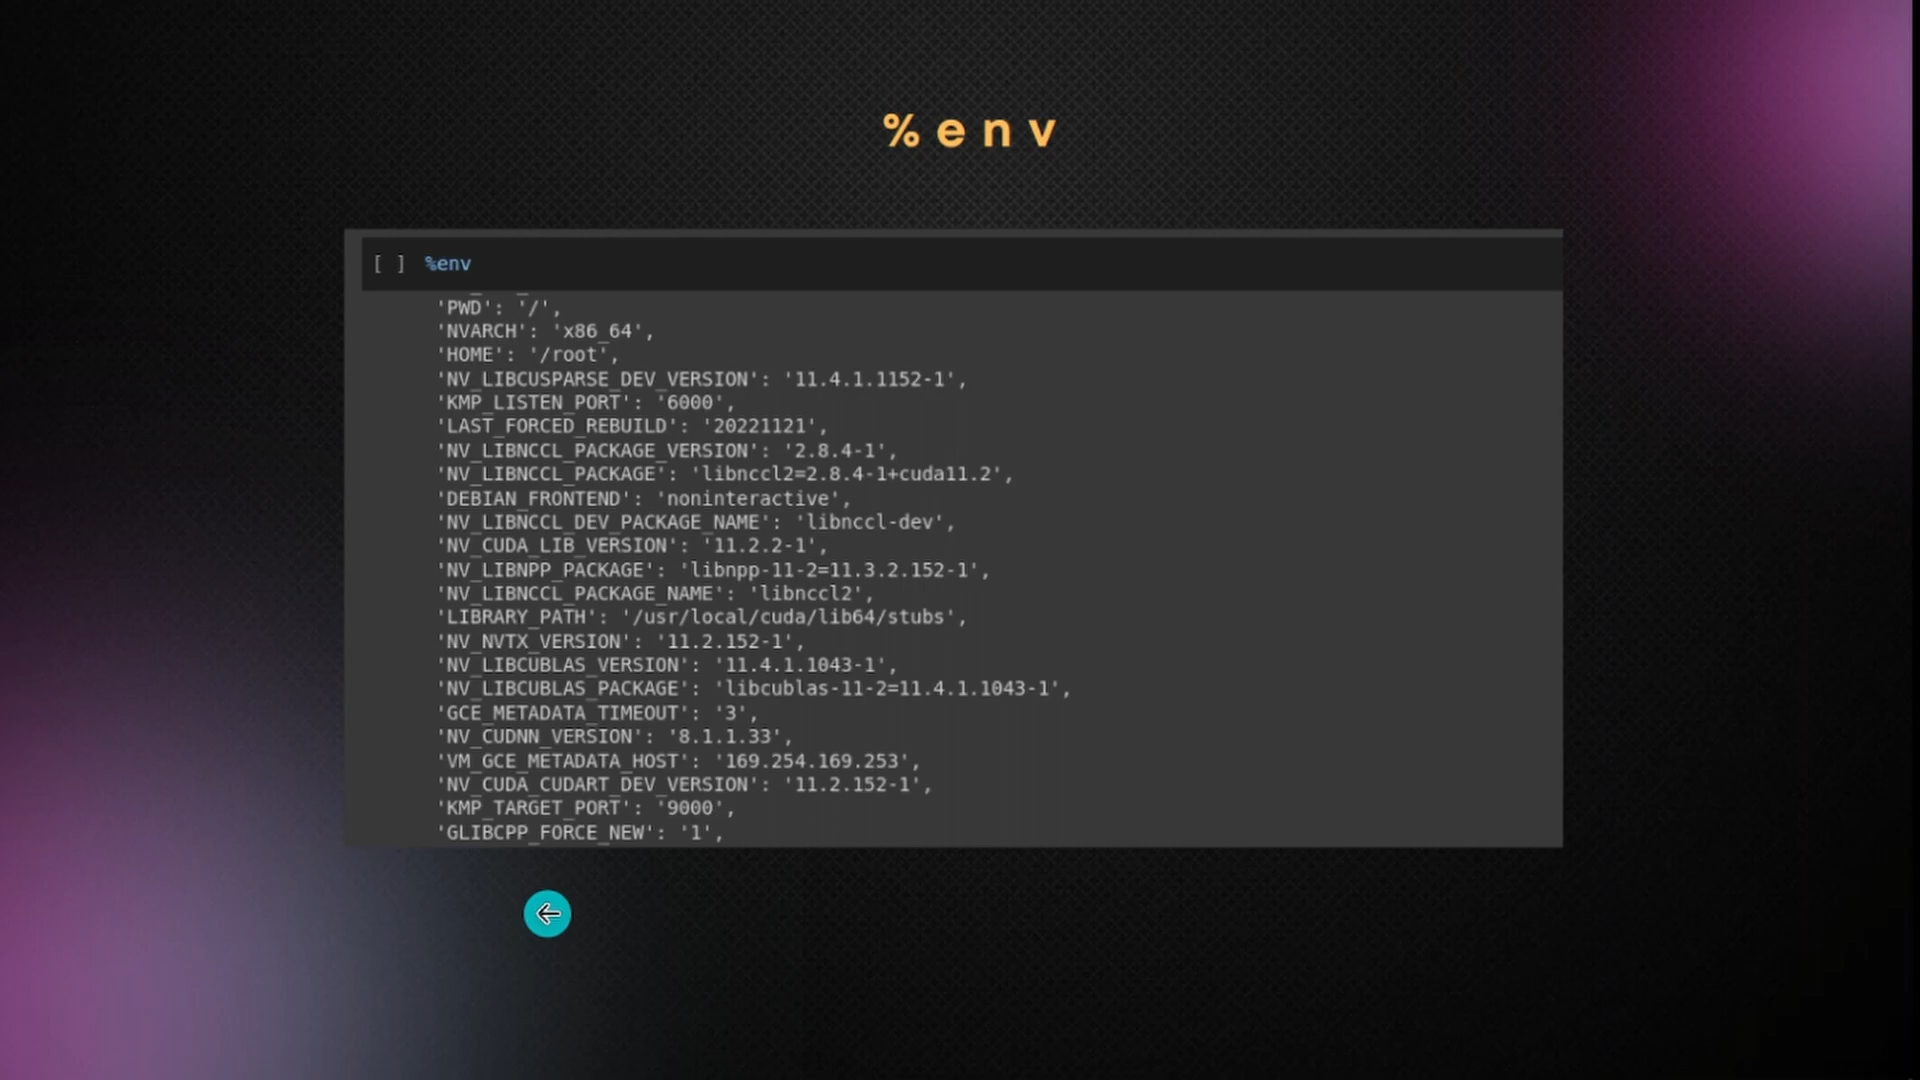 %env
[ ] %env
'PWD': '/',
'NVARCH': 'x86_64',
'HOME': '/root',
'NV_LIBCUSPARSE_DEV_VERSION': '11.4.1.1152-1',
'KMP_LISTEN_PORT': '6000',
'LAST_FORCED_REBUILD': '20221121',
'NV_LIBNCCL_PACKAGE_VERSION': '2.8.4-1',
'NV_LIBNCCL_PACKAGE': 'libnccl2=2.8.4-1+cuda11.2',
'DEBIAN_FRONTEND': 'noninteractive',
'NV_LIBNCCL_DEV_PACKAGE_NAME': 'libnccl-dev',
'NV_CUDA_LIB_VERSION': '11.2.2-1',
'NV_LIBNPP_PACKAGE': 'libnpp-11-2=11.3.2.152-1',
'NV_LIBNCCL_PACKAGE_NAME': 'libnccl2',
'LIBRARY_PATH': '/usr/local/cuda/lib64/stubs',
'NV_NVTX_VERSION': '11.2.152-1',
'NV_LIBCUBLAS_VERSION': '11.4.1.1043-1',
'NV_LIBCUBLAS_PACKAGE': 'libcublas-11-2=11.4.1.1043-1',
'GCE_METADATA_TIMEOUT': '3',
'NV_CUDNN_VERSION': '8.1.1.33',
'VM_GCE_METADATA_HOST': '169.254.169.253',
'NV_CUDA_CUDART_DEV_VERSION': '11.2.152-1',
'KMP_TARGET_PORT': '9000',
'GLIBCPP_FORCE_NEW': '1',